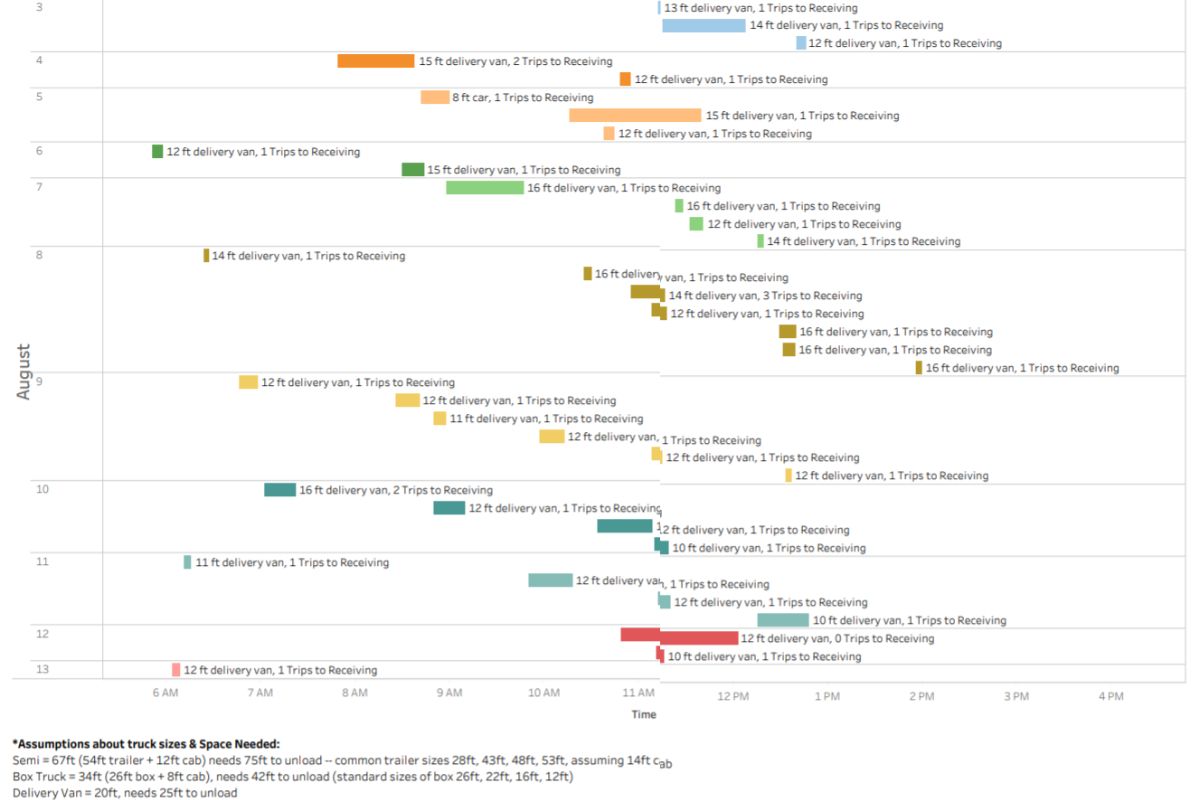 3
13 ft delivery van, 1 Trips to Receiving
14 ft delivery van, 1 Trips to Receiving
12 ft delivery van, 1 Trips to Receiving
4
15 ft delivery van, 2 Trips to Receiving
12 ft delivery van, 1 Trips to Receiving
5
8 ft car, 1 Trips to Receiving
15 ft delivery van, 1 Trips to Receiving
12 ft delivery van, 1 Trips to Receiving
6
12 ft delivery van, 1 Trips to Receiving
15 ft delivery van, 1 Trips to Receiving
7
16 ft delivery van, 1 Trips to Receiving
16 ft delivery van, 1 Trips to Receiving
12 ft delivery van, 1 Trips to Receiving
14 ft delivery van, 1 Trips to Receiving
8
14 ft delivery van, 1 Trips to Receiving
16 ft delivery van, 1 Trips to Receiving
14 ft delivery van, 3 Trips to Receiving
12 ft delivery van, 1 Trips to Receiving
16 ft delivery van, 1 Trips to Receiving
16 ft delivery van, 1 Trips to Receiving
16 ft delivery van, 1 Trips to Receiving
August
9
12 ft delivery van, 1 Trips to Receiving
12 ft delivery van, 1 Trips to Receiving
11 ft delivery van, 1 Trips to Receiving
12 ft delivery van, 1 Trips to Receiving
12 ft delivery van, 1 Trips to Receiving
12 ft delivery van, 1 Trips to Receiving
10
16 ft delivery van, 2 Trips to Receiving
12 ft delivery van, 1 Trips to Receiving
12 ft delivery van, 1 Trips to Receiving
10 ft delivery van, 1 Trips to Receiving
11
11 ft delivery van, 1 Trips to Receiving
12 ft delivery van, 1 Trips to Receiving
12 ft delivery van, 1 Trips to Receiving
10 ft delivery van, 1 Trips to Receiving
12
12 ft delivery van, 0 Trips to Receiving
10 ft delivery van, 1 Trips to Receiving
13
12 ft delivery van, 1 Trips to Receiving
6 AM 7 AM 8 AM 9 AM 10 AM 11 AM 12 PM 1 PM 2 PM 3 PM 4 PM
Time
*Assumptions about truck sizes & Space Needed:
Semi = 67ft (54ft trailer + 12ft cab) needs 75ft to unload -- common trailer sizes 28ft, 43ft, 48ft, 53ft, assuming 14ft cab
Box Truck = 34ft (26ft box + 8ft cab), needs 42ft to unload (standard sizes of box 26ft, 22ft, 16ft, 12ft)
Delivery Van = 20ft, needs 25ft to unload